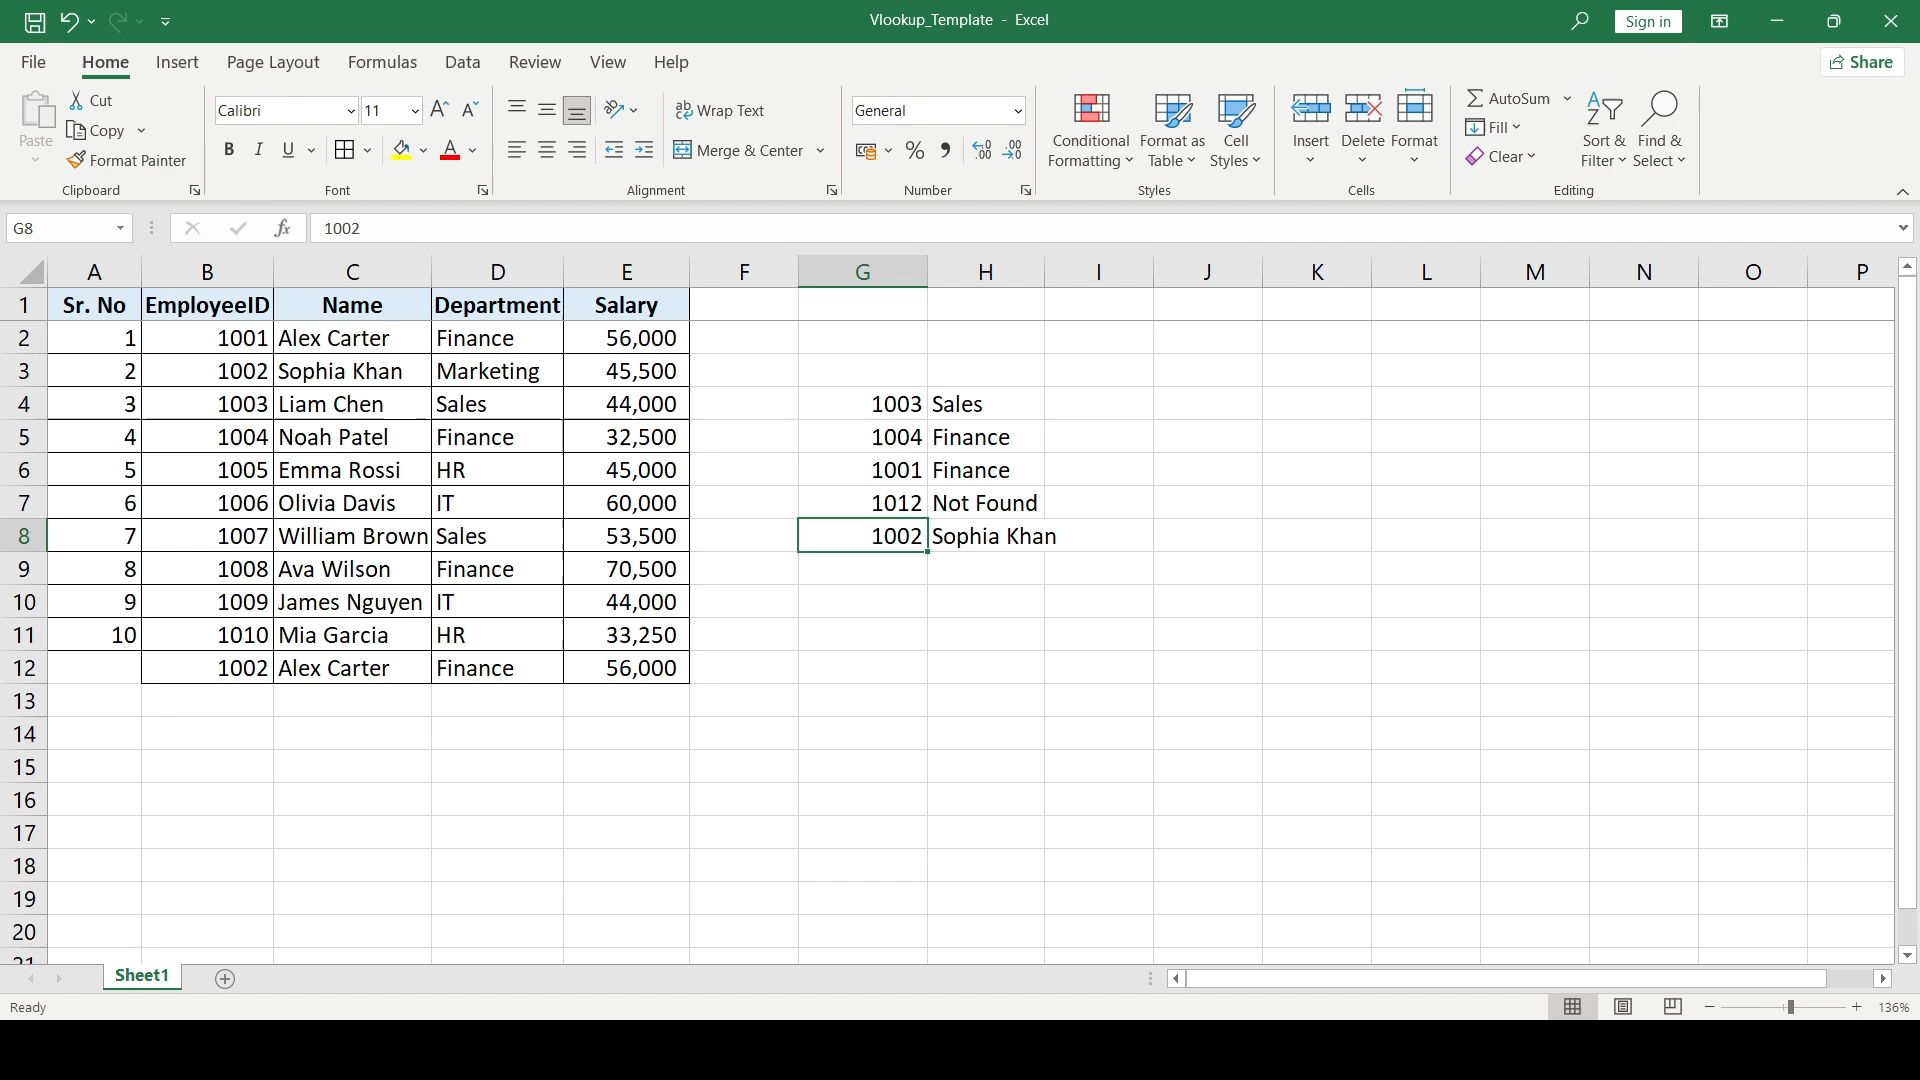 Vlookup_Template - Excel
Sign in
File Home Insert Page Layout Formulas Data Review View Help
Share
Paste
Cut
Copy
Format Painter
Clipboard
Calibri 11
B I U A
Font
Wrap Text
Merge & Center
Alignment
General
% ,
Number
Conditional Formatting
Format as Table
Cell Styles
Styles
Insert Delete Format
Cells
AutoSum
Fill
Clear
Sort & Filter
Find & Select
Editing
G8 fx 1002
A B C D E F G H I J K L M N O P
1 Sr. No EmployeeID Name Department Salary
2 1 1001 Alex Carter Finance 56,000
3 2 1002 Sophia Khan Marketing 45,500
4 3 1003 Liam Chen Sales 44,000 1003 Sales
5 4 1004 Noah Patel Finance 32,500 1004 Finance
6 5 1005 Emma Rossi HR 45,000 1001 Finance
7 6 1006 Olivia Davis IT 60,000 1012 Not Found
8 7 1007 William Brown Sales 53,500 1002 Sophia Khan
9 8 1008 Ava Wilson Finance 70,500
10 9 1009 James Nguyen IT 44,000
11 10 1010 Mia Garcia HR 33,250
12 1002 Alex Carter Finance 56,000
13
14
15
16
17
18
19
20
21
Sheet1
Ready
136%